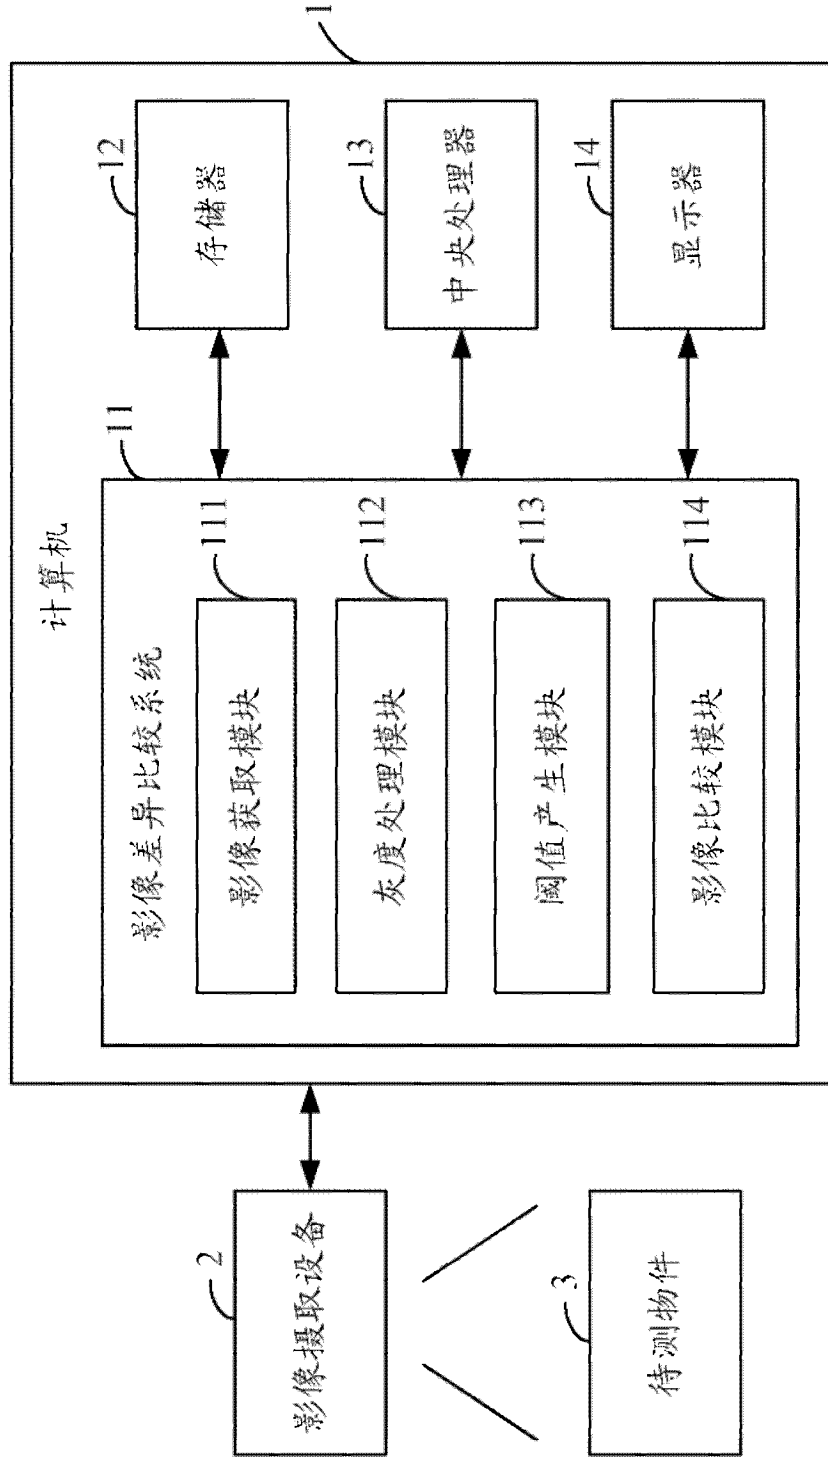 1
计算机
影像差异比较系统
11
影像获取模块
111
灰度处理模块
112
阈值产生模块
113
影像比较模块
114
存储器
12
中央处理器
13
显示器
14
影像摄取设备
2
待测物件
3